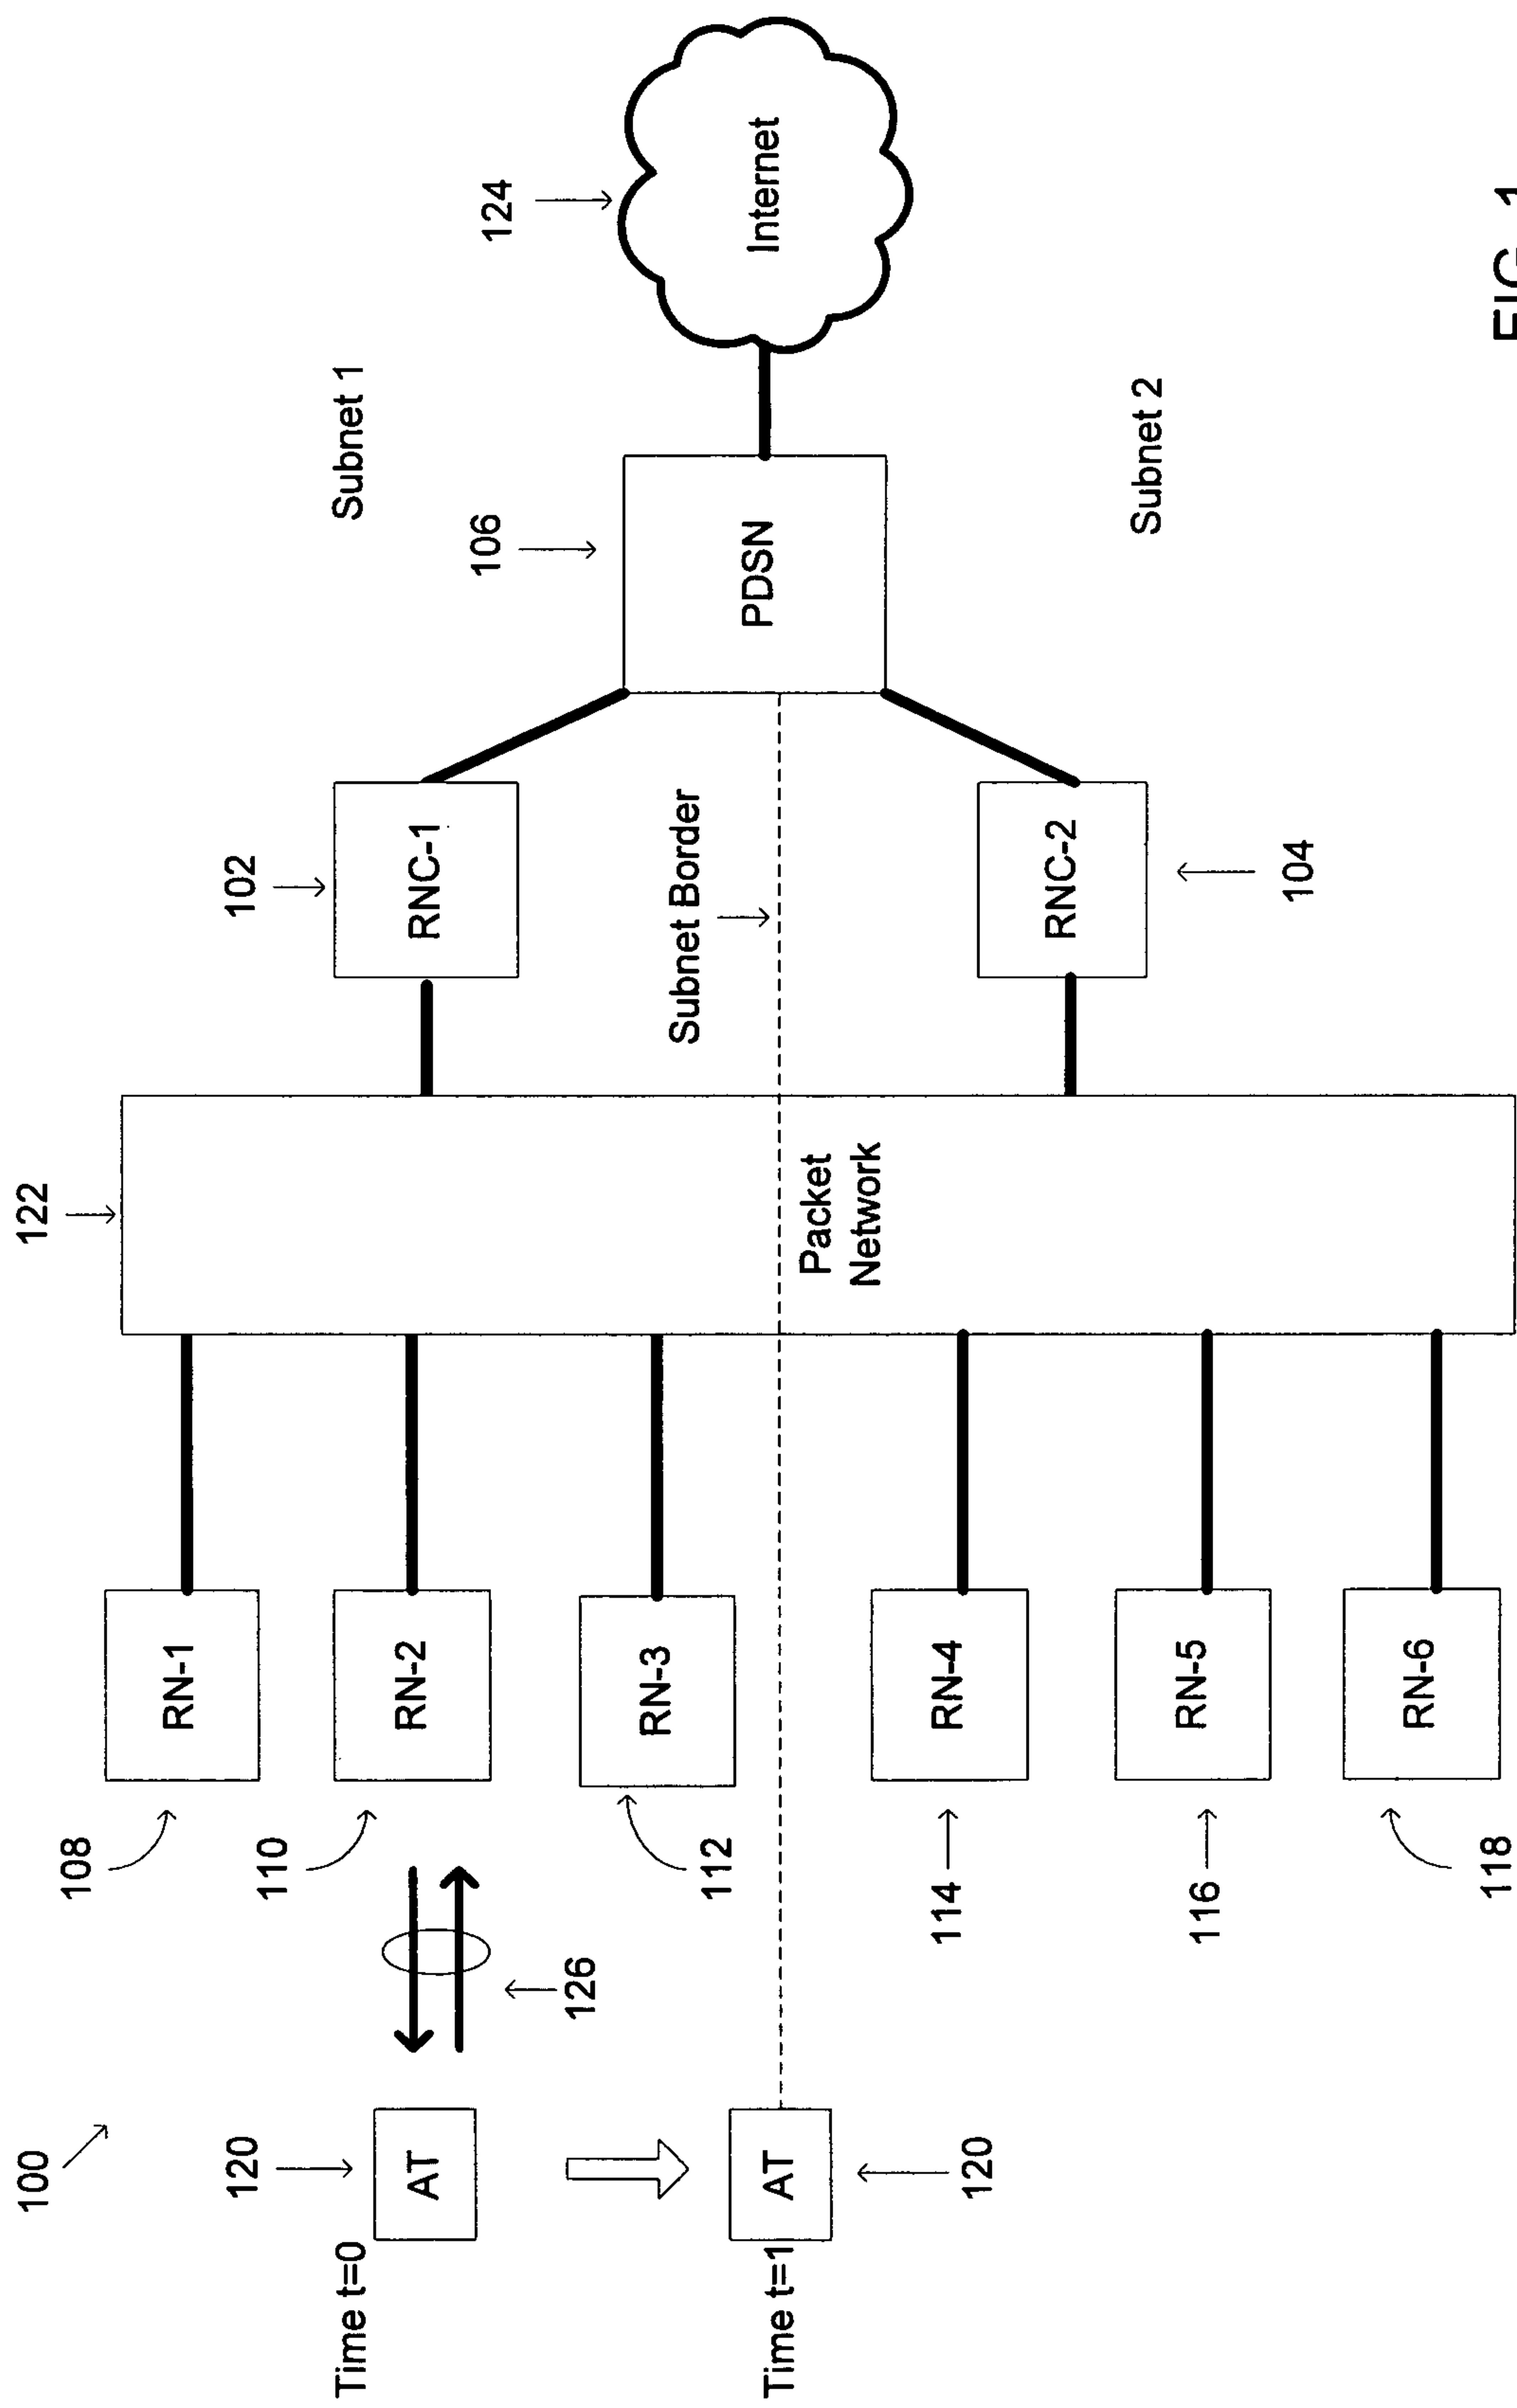 100
122
102
124
108
110
112
114
116
118
106
104
120
120
126
Time t=0
Time t=1
AT
AT
RN-1
RN-2
RN-3
RN-4
RN-5
RN-6
Packet
Network
RNC-1
RNC-2
Subnet Border
PDSN
Subnet 1
Subnet 2
Internet
FIG. 1